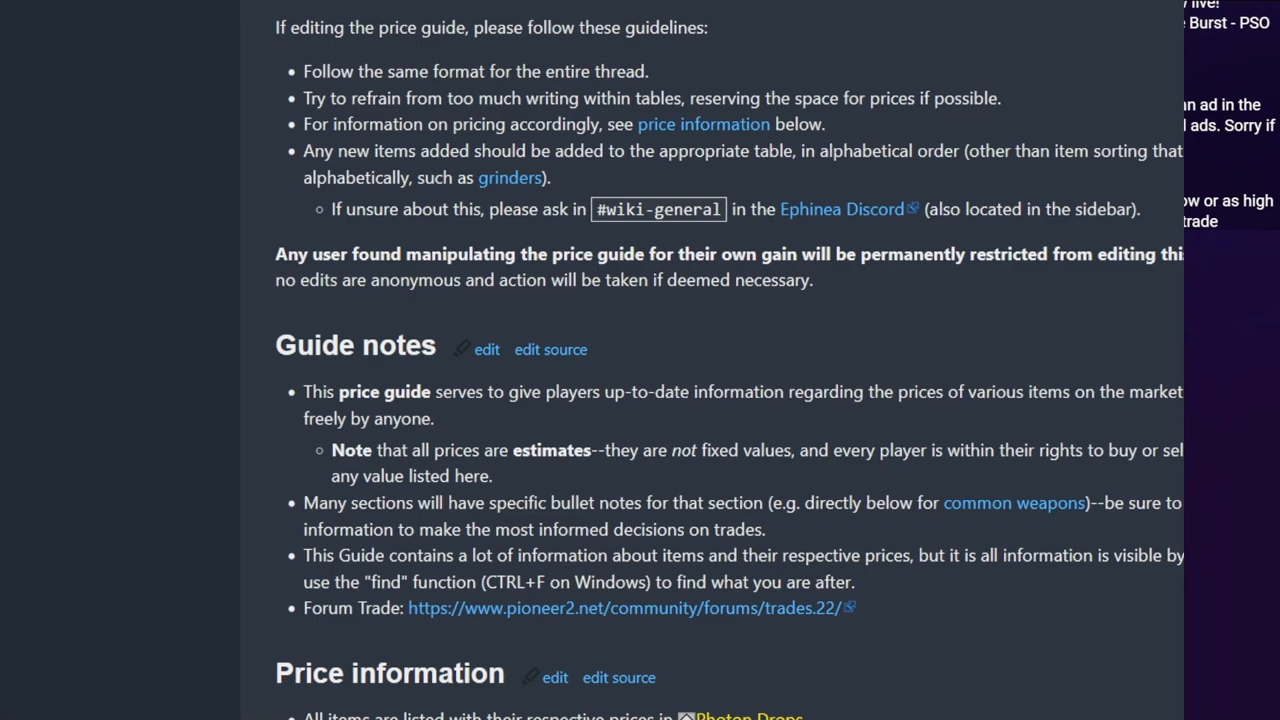 If editing the price guide, please follow these guidelines:
• Follow the same format for the entire thread.
• Try to refrain from too much writing within tables, reserving the space for prices if possible.
• For information on pricing accordingly, see price information below.
• Any new items added should be added to the appropriate table, in alphabetical order (other than item sorting that
alphabetically, such as grinders).
◦ If unsure about this, please ask in #wiki-general in the Ephinea Discord (also located in the sidebar).
Any user found manipulating the price guide for their own gain will be permanently restricted from editing
no edits are anonymous and action will be taken if deemed necessary.
Guide notes edit edit source
• This price guide serves to give players up-to-date information regarding the prices of various items on the market
freely by anyone.
◦ Note that all prices are estimates--they are not fixed values, and every player is within their rights to buy or
any value listed here.
• Many sections will have specific bullet notes for that section (e.g. directly below for common weapons)--be sure to
information to make the most informed decisions on trades.
• This Guide contains a lot of information about items and their respective prices, but it is all information is visible by
use the "find" function (CTRL+F on Windows) to find what you are after.
• Forum Trade: https://www.pioneer2.net/community/forums/trades.22/
Price information edit edit source
• All items are listed with their respective prices in Photon Drops
live!
Burst - PSO
ad in the
ads. Sorry if
or as high
trade